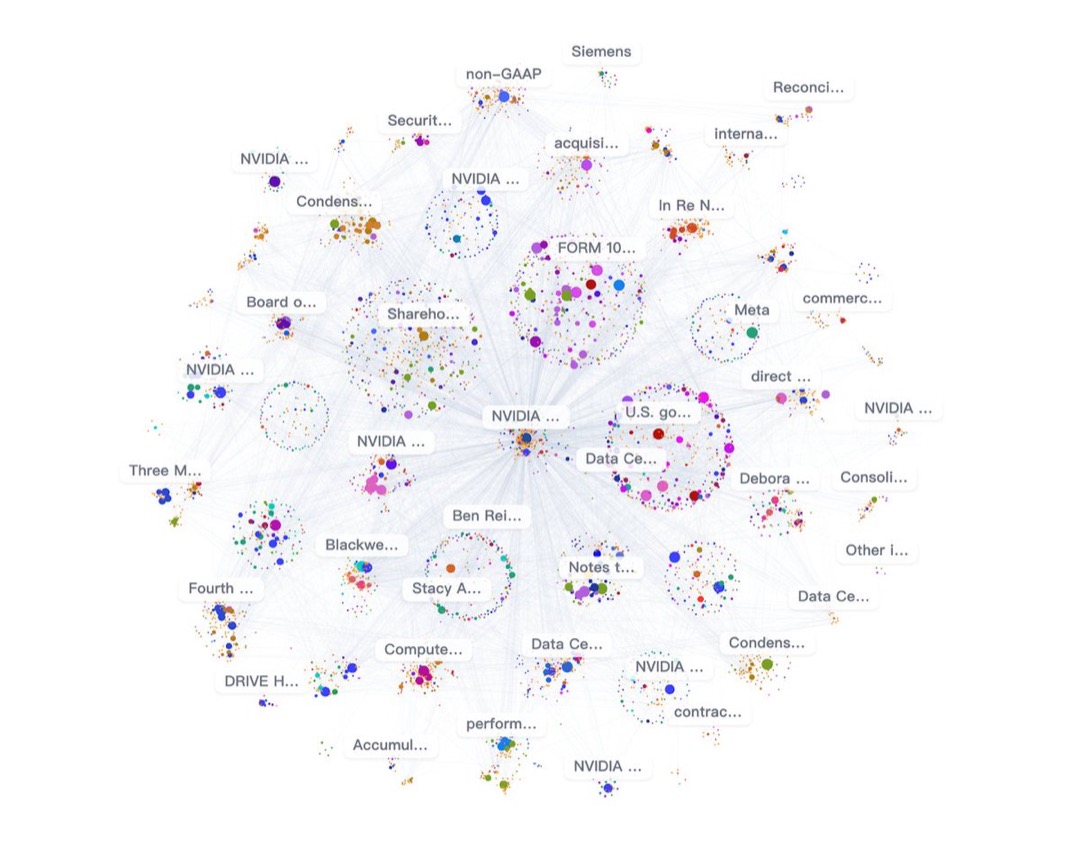 Siemens
non-GAAP
Reconci...
Securit...
interna...
acquisi...
NVIDIA ...
NVIDIA ...
Condens...
In Re N...
FORM 10...
Board o...
commerc...
Meta
Shareho...
NVIDIA ...
direct ...
NVIDIA ...
NVIDIA ...
U.S. go...
NVIDIA ...
Data Ce...
Three M...
Debora ...
Consoli...
Ben Rei...
Blackwe...
Other i...
Notes t...
Fourth ...
Stacy A...
Data Ce...
Data Ce...
Condens...
Compute...
NVIDIA ...
DRIVE H...
contrac...
perform...
Accumul...
NVIDIA ...